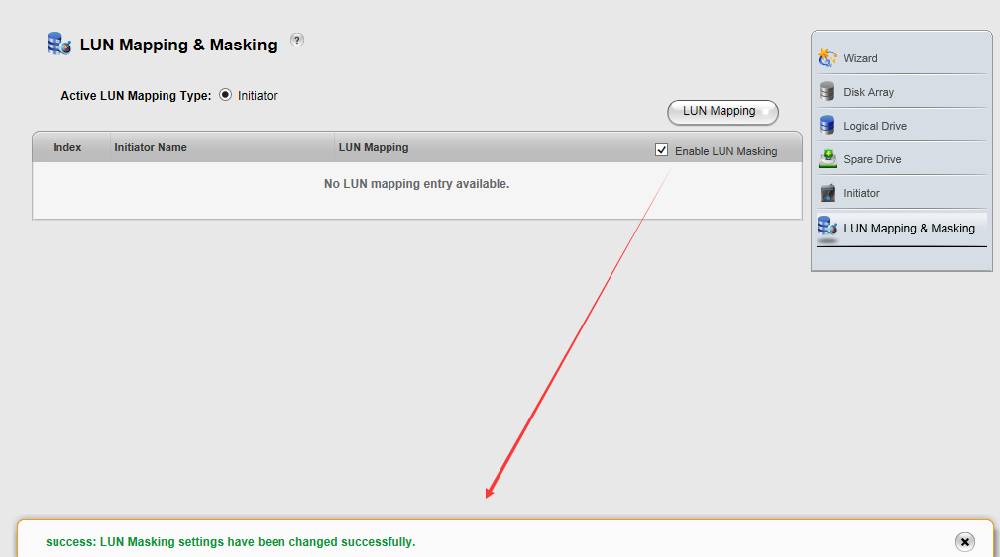 LUN Mapping & Masking ?
Active LUN Mapping Type: Initiator
LUN Mapping
Index Initiator Name LUN Mapping Enable LUN Masking
No LUN mapping entry available.
Wizard
Disk Array
Logical Drive
Spare Drive
Initiator
LUN Mapping & Masking
success: LUN Masking settings have been changed successfully.